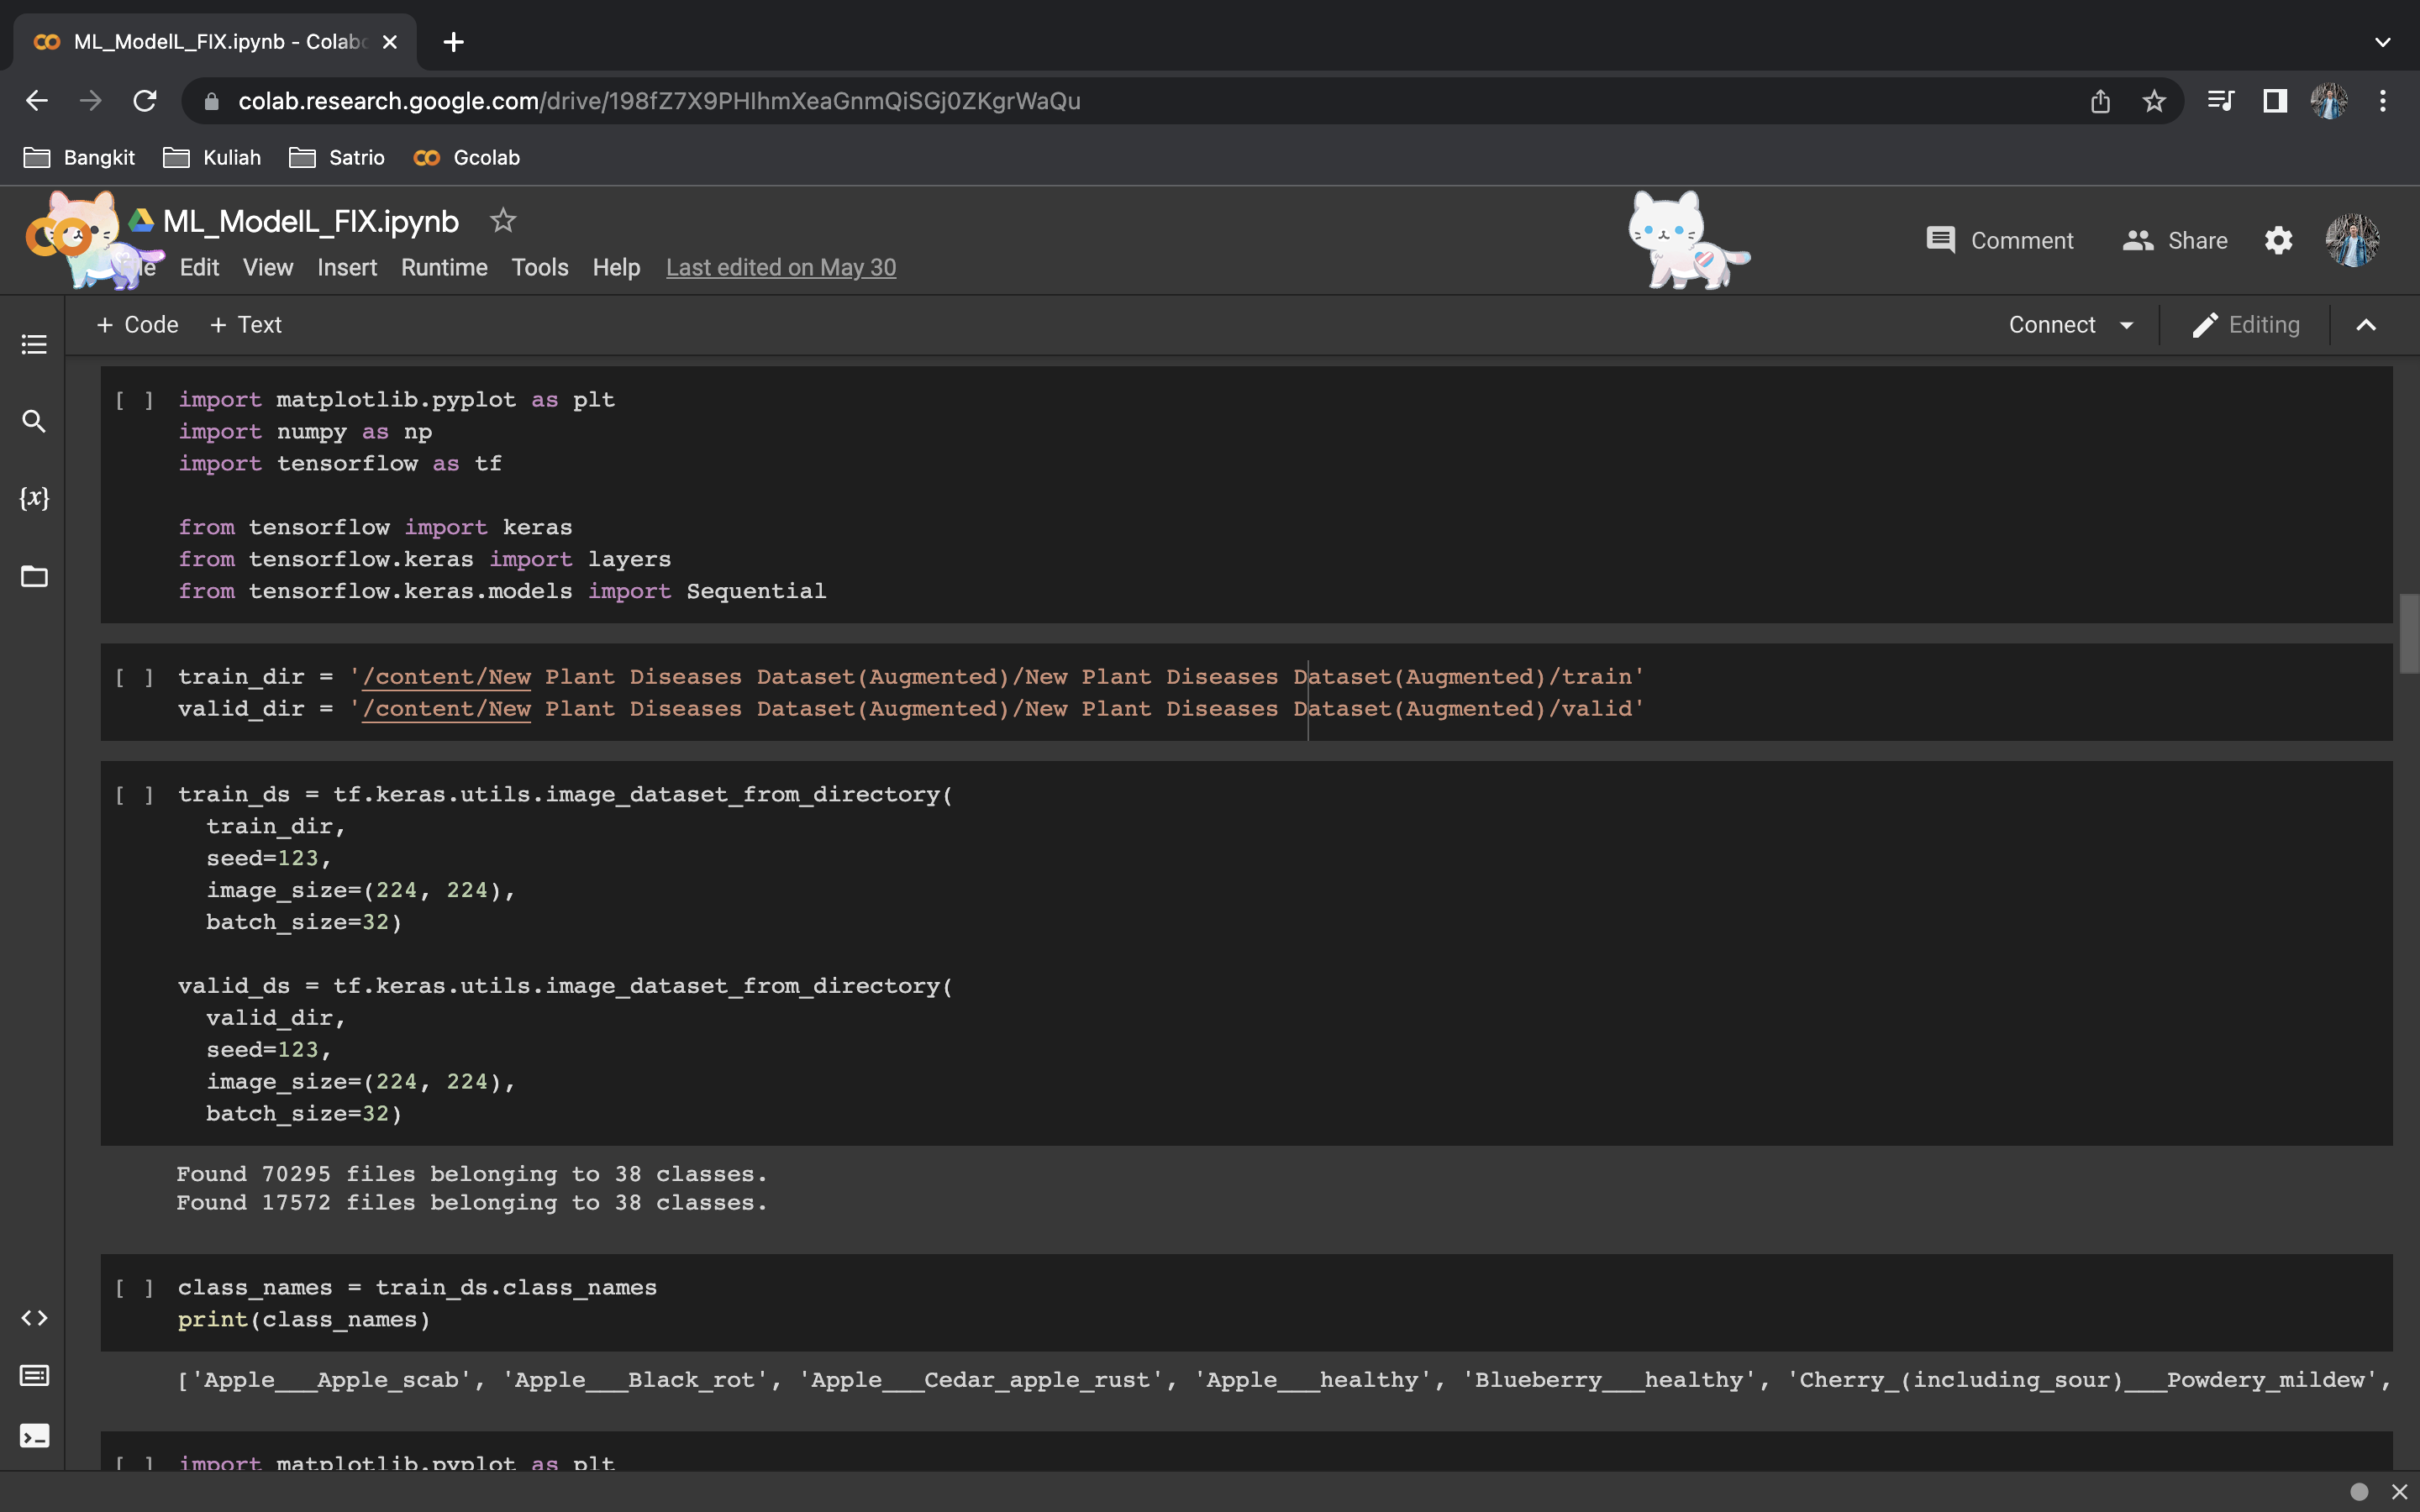 ML_ModelL_FIX.ipynb - Colab
colab.research.google.com/drive/198fZ7X9PHIhmXeaGnmQiSGj0ZKgrWaQu
Bangkit Kuliah Satrio Gcolab
ML_ModelL_FIX.ipynb
Edit View Insert Runtime Tools Help Last edited on May 30
Comment Share
+ Code + Text
Connect Editing
[ ] import matplotlib.pyplot as plt
import numpy as np
import tensorflow as tf
from tensorflow import keras
from tensorflow.keras import layers
from tensorflow.keras.models import Sequential
[ ] train_dir = '/content/New Plant Diseases Dataset(Augmented)/New Plant Diseases Dataset(Augmented)/train'
valid_dir = '/content/New Plant Diseases Dataset(Augmented)/New Plant Diseases Dataset(Augmented)/valid'
[ ] train_ds = tf.keras.utils.image_dataset_from_directory(
train_dir,
seed=123,
image_size=(224, 224),
batch_size=32)
valid_ds = tf.keras.utils.image_dataset_from_directory(
valid_dir,
seed=123,
image_size=(224, 224),
batch_size=32)
Found 70295 files belonging to 38 classes.
Found 17572 files belonging to 38 classes.
[ ] class_names = train_ds.class_names
print(class_names)
['Apple___Apple_scab', 'Apple___Black_rot', 'Apple___Cedar_apple_rust', 'Apple___healthy', 'Blueberry___healthy', 'Cherry_(including_sour)___Powdery_mildew',
[ ] import matplotlib.pyplot as plt